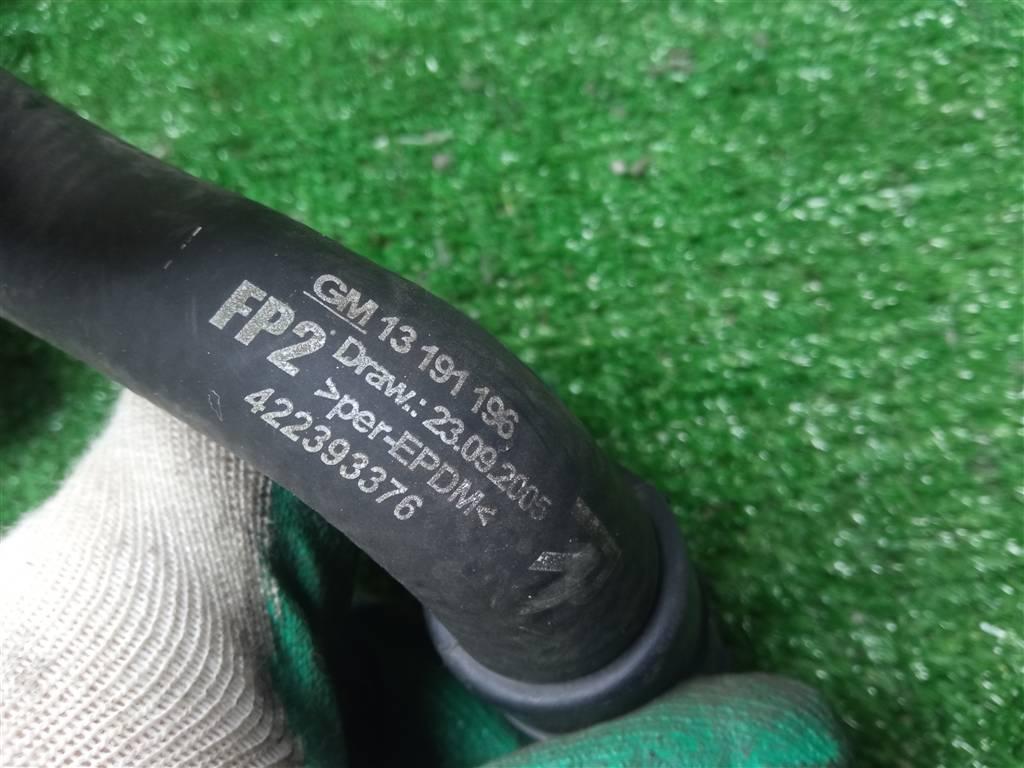 GM 13 191 196
FP2
Draw.: 23.09.2005
>per-EPDM<
422393376